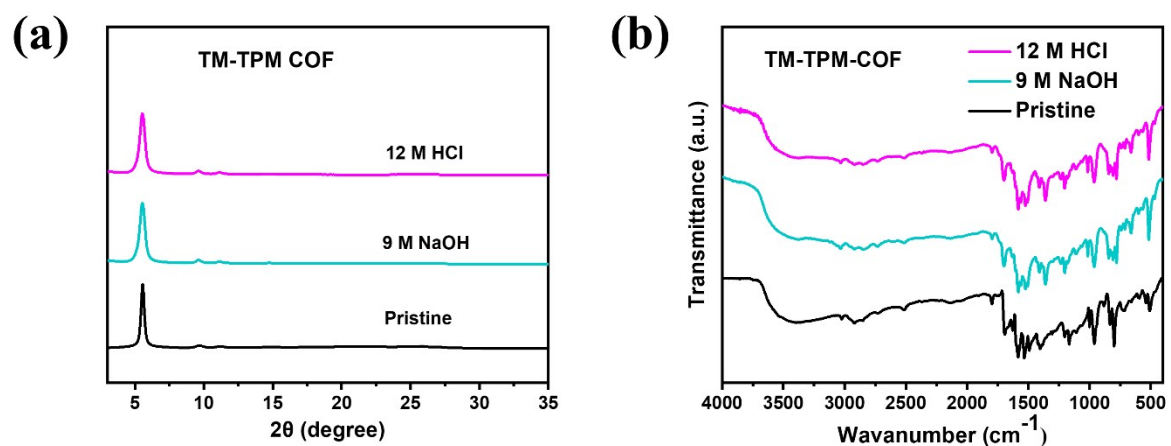 (a)
TM-TPM COF
12 M HCl
9 M NaOH
Pristine
5 10 15 20 25 30 35
2θ (degree)
(b)
TM-TPM-COF
12 M HCl
9 M NaOH
Pristine
Transmittance (a.u.)
4000 3500 3000 2500 2000 1500 1000 500
Wavanumber (cm⁻¹)